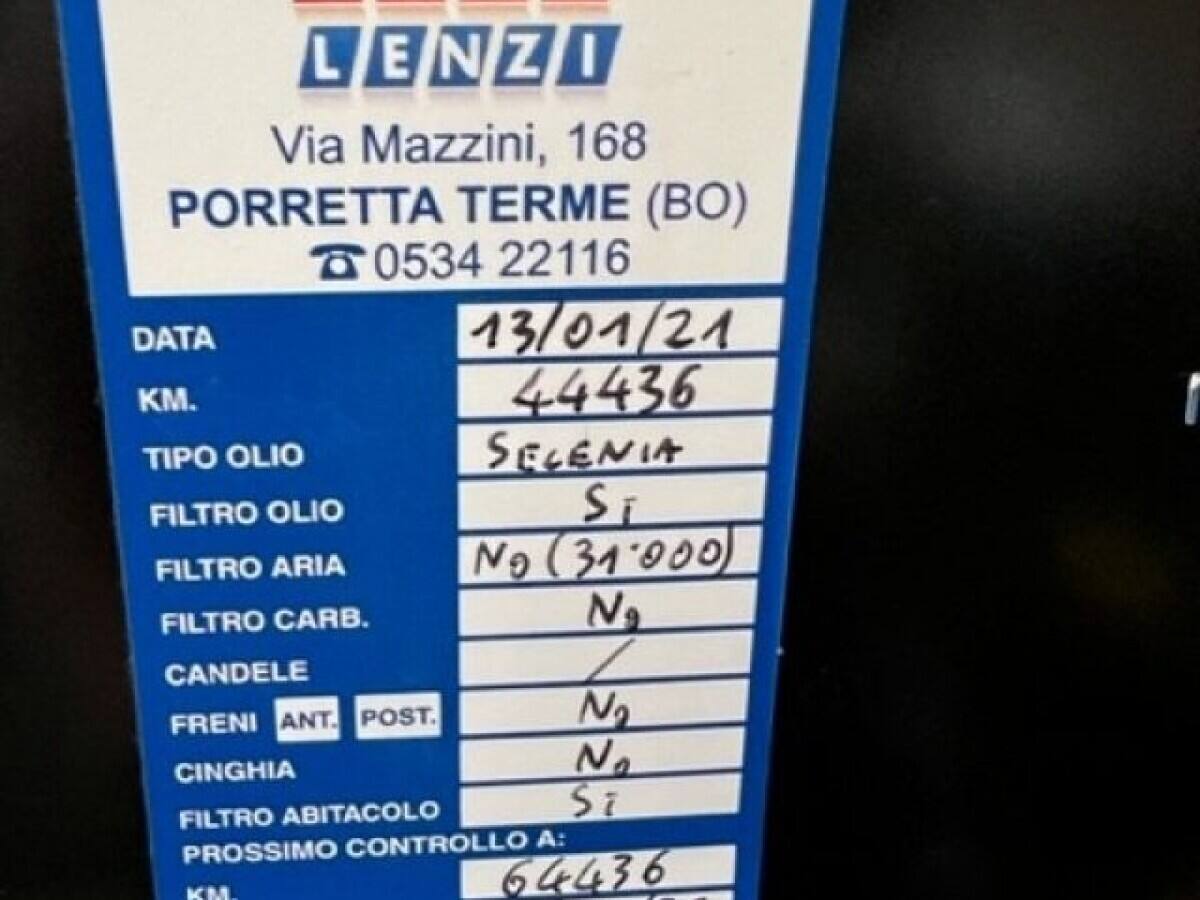 LENZI
Via Mazzini, 168
PORRETTA TERME (BO)
☎0534 22116
DATA 13/01/21
KM. 44436
TIPO OLIO SELENIA
FILTRO OLIO Sì
FILTRO ARIA No (31.000)
FILTRO CARB. No
CANDELE /
FRENI ANT. POST. No
CINGHIA No
FILTRO ABITACOLO Sì
PROSSIMO CONTROLLO A:
KM. 64436